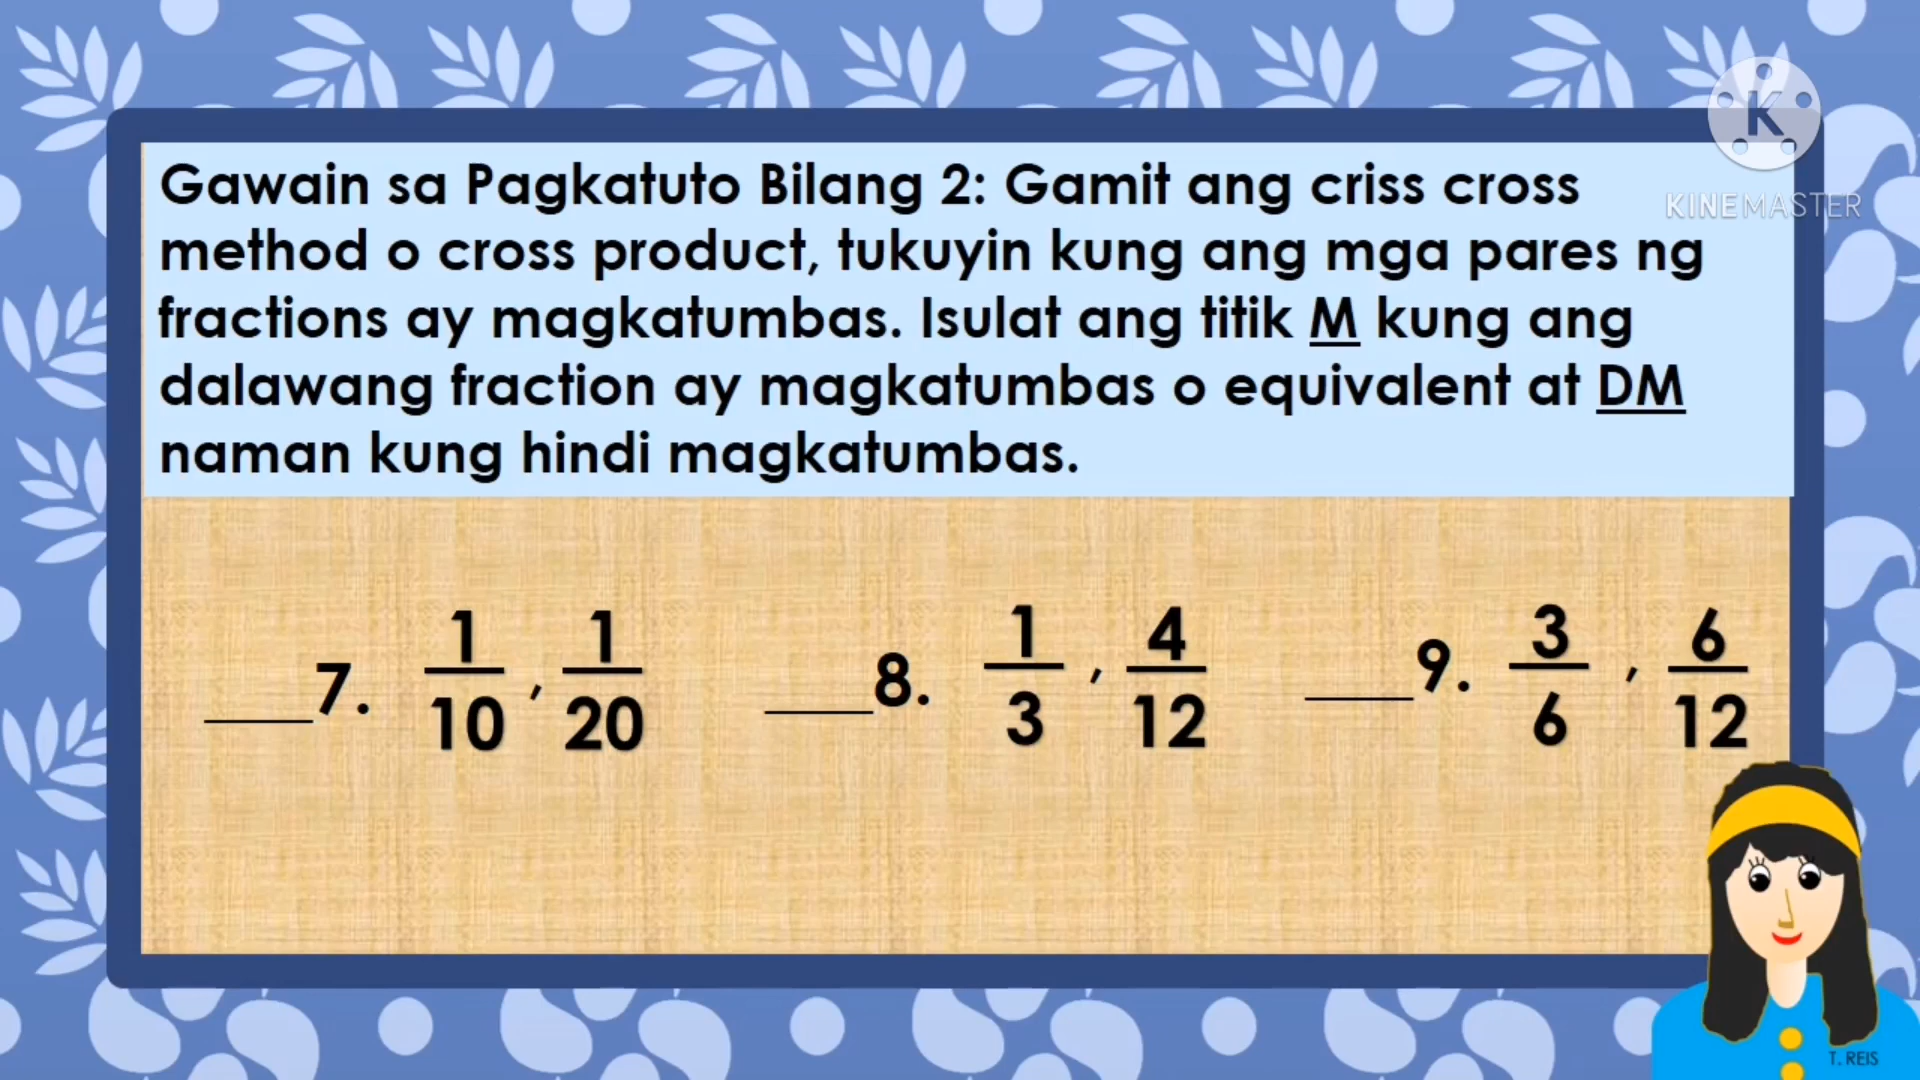 K
KINEMASTER
Gawain sa Pagkatuto Bilang 2: Gamit ang criss cross
method o cross product, tukuyin kung ang mga pares ng
fractions ay magkatumbas. Isulat ang titik M kung ang
dalawang fraction ay magkatumbas o equivalent at DM
naman kung hindi magkatumbas.
___7. 1/10 , 1/20
___8. 1/3 , 4/12
___9. 3/6 , 6/12
T. REIS